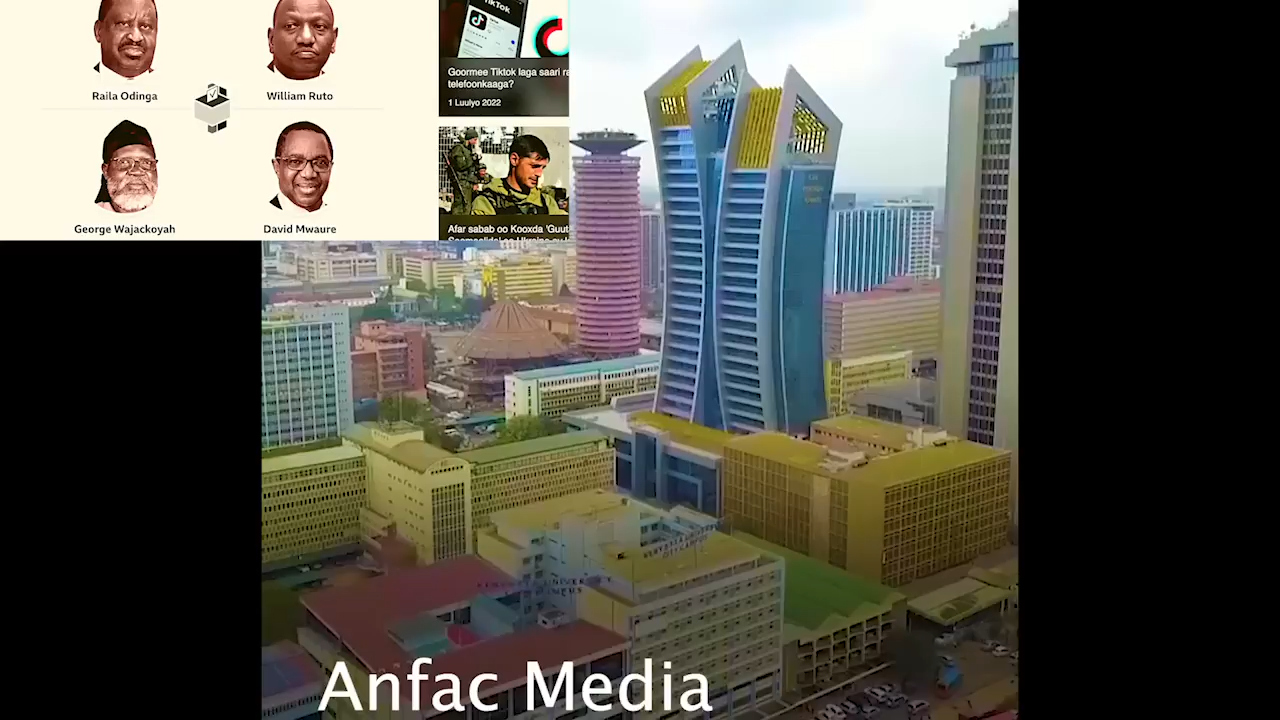 Raila Odinga
William Ruto
George Wajackoyah
David Mwaure
TikTok
Goormee Tiktok laga saari
telefoonkaaga?
1 Luulyo 2022
Afar sabab oo Kooxda 'Guut
Anfac Media